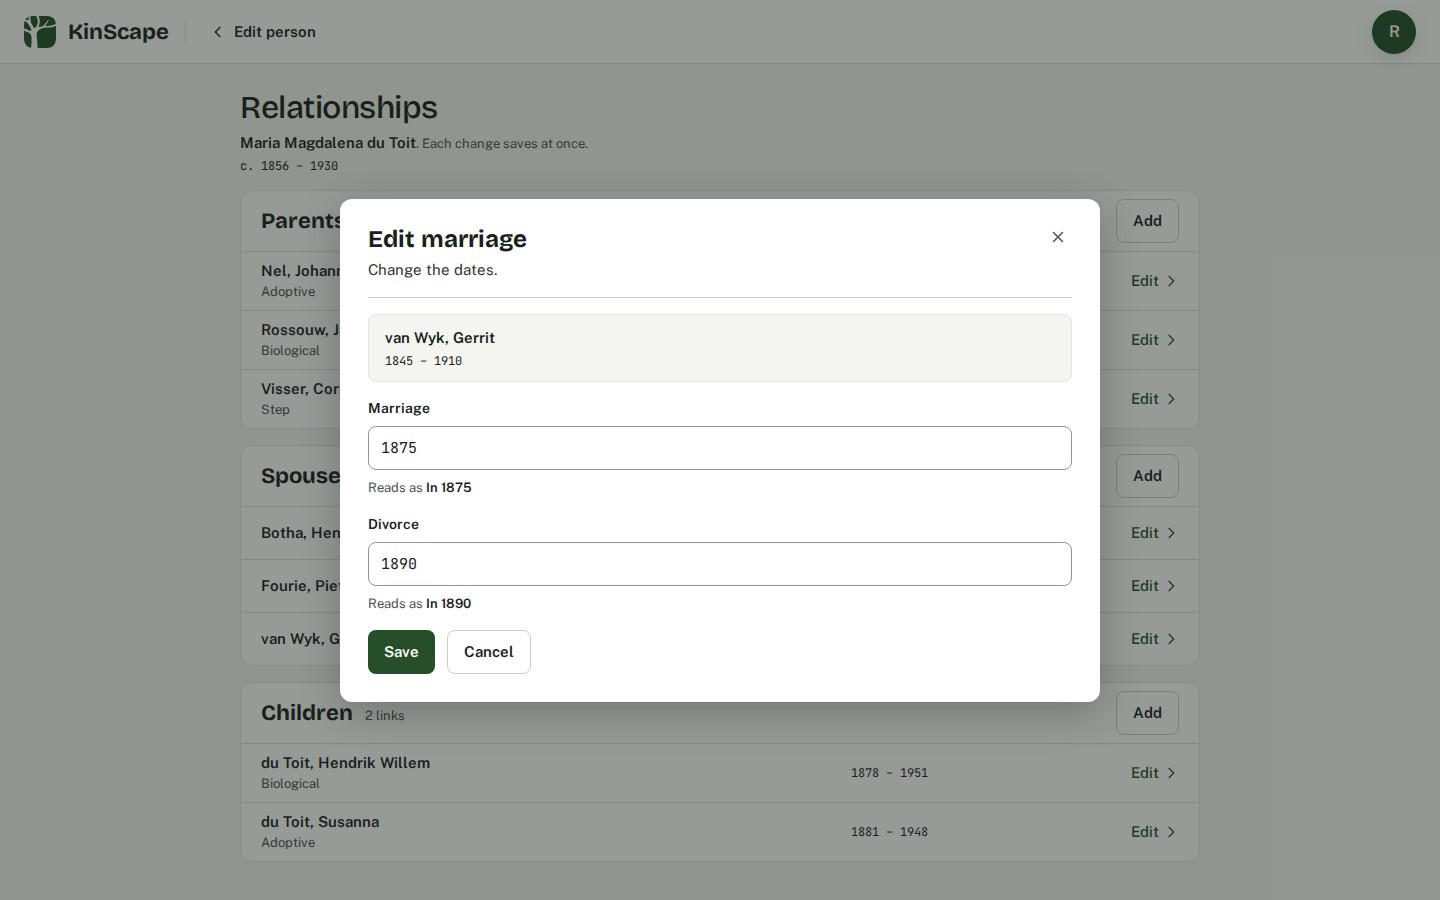 KinScape
Edit person
R
Relationships
Maria Magdalena du Toit. Each change saves at once.
c. 1856 – 1930
Parents
Add
Nel, Johann
Adoptive
Edit
Rossouw, J
Biological
Edit
Visser, Cor
Step
Edit
Spouse
Add
Botha, Hen
Edit
Fourie, Piet
Edit
van Wyk, G
Edit
Edit marriage
Change the dates.
van Wyk, Gerrit
1845 – 1910
Marriage
1875
Reads as In 1875
Divorce
1890
Reads as In 1890
Save
Cancel
Children 2 links
Add
du Toit, Hendrik Willem
Biological
1878 – 1951
Edit
du Toit, Susanna
Adoptive
1881 – 1948
Edit